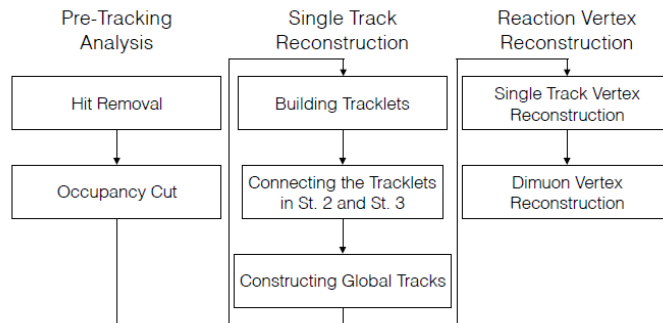 Pre-Tracking
Analysis
Hit Removal
Occupancy Cut
Single Track
Reconstruction
Building Tracklets
Connecting the Tracklets
in St. 2 and St. 3
Constructing Global Tracks
Reaction Vertex
Reconstruction
Single Track Vertex
Reconstruction
Dimuon Vertex
Reconstruction